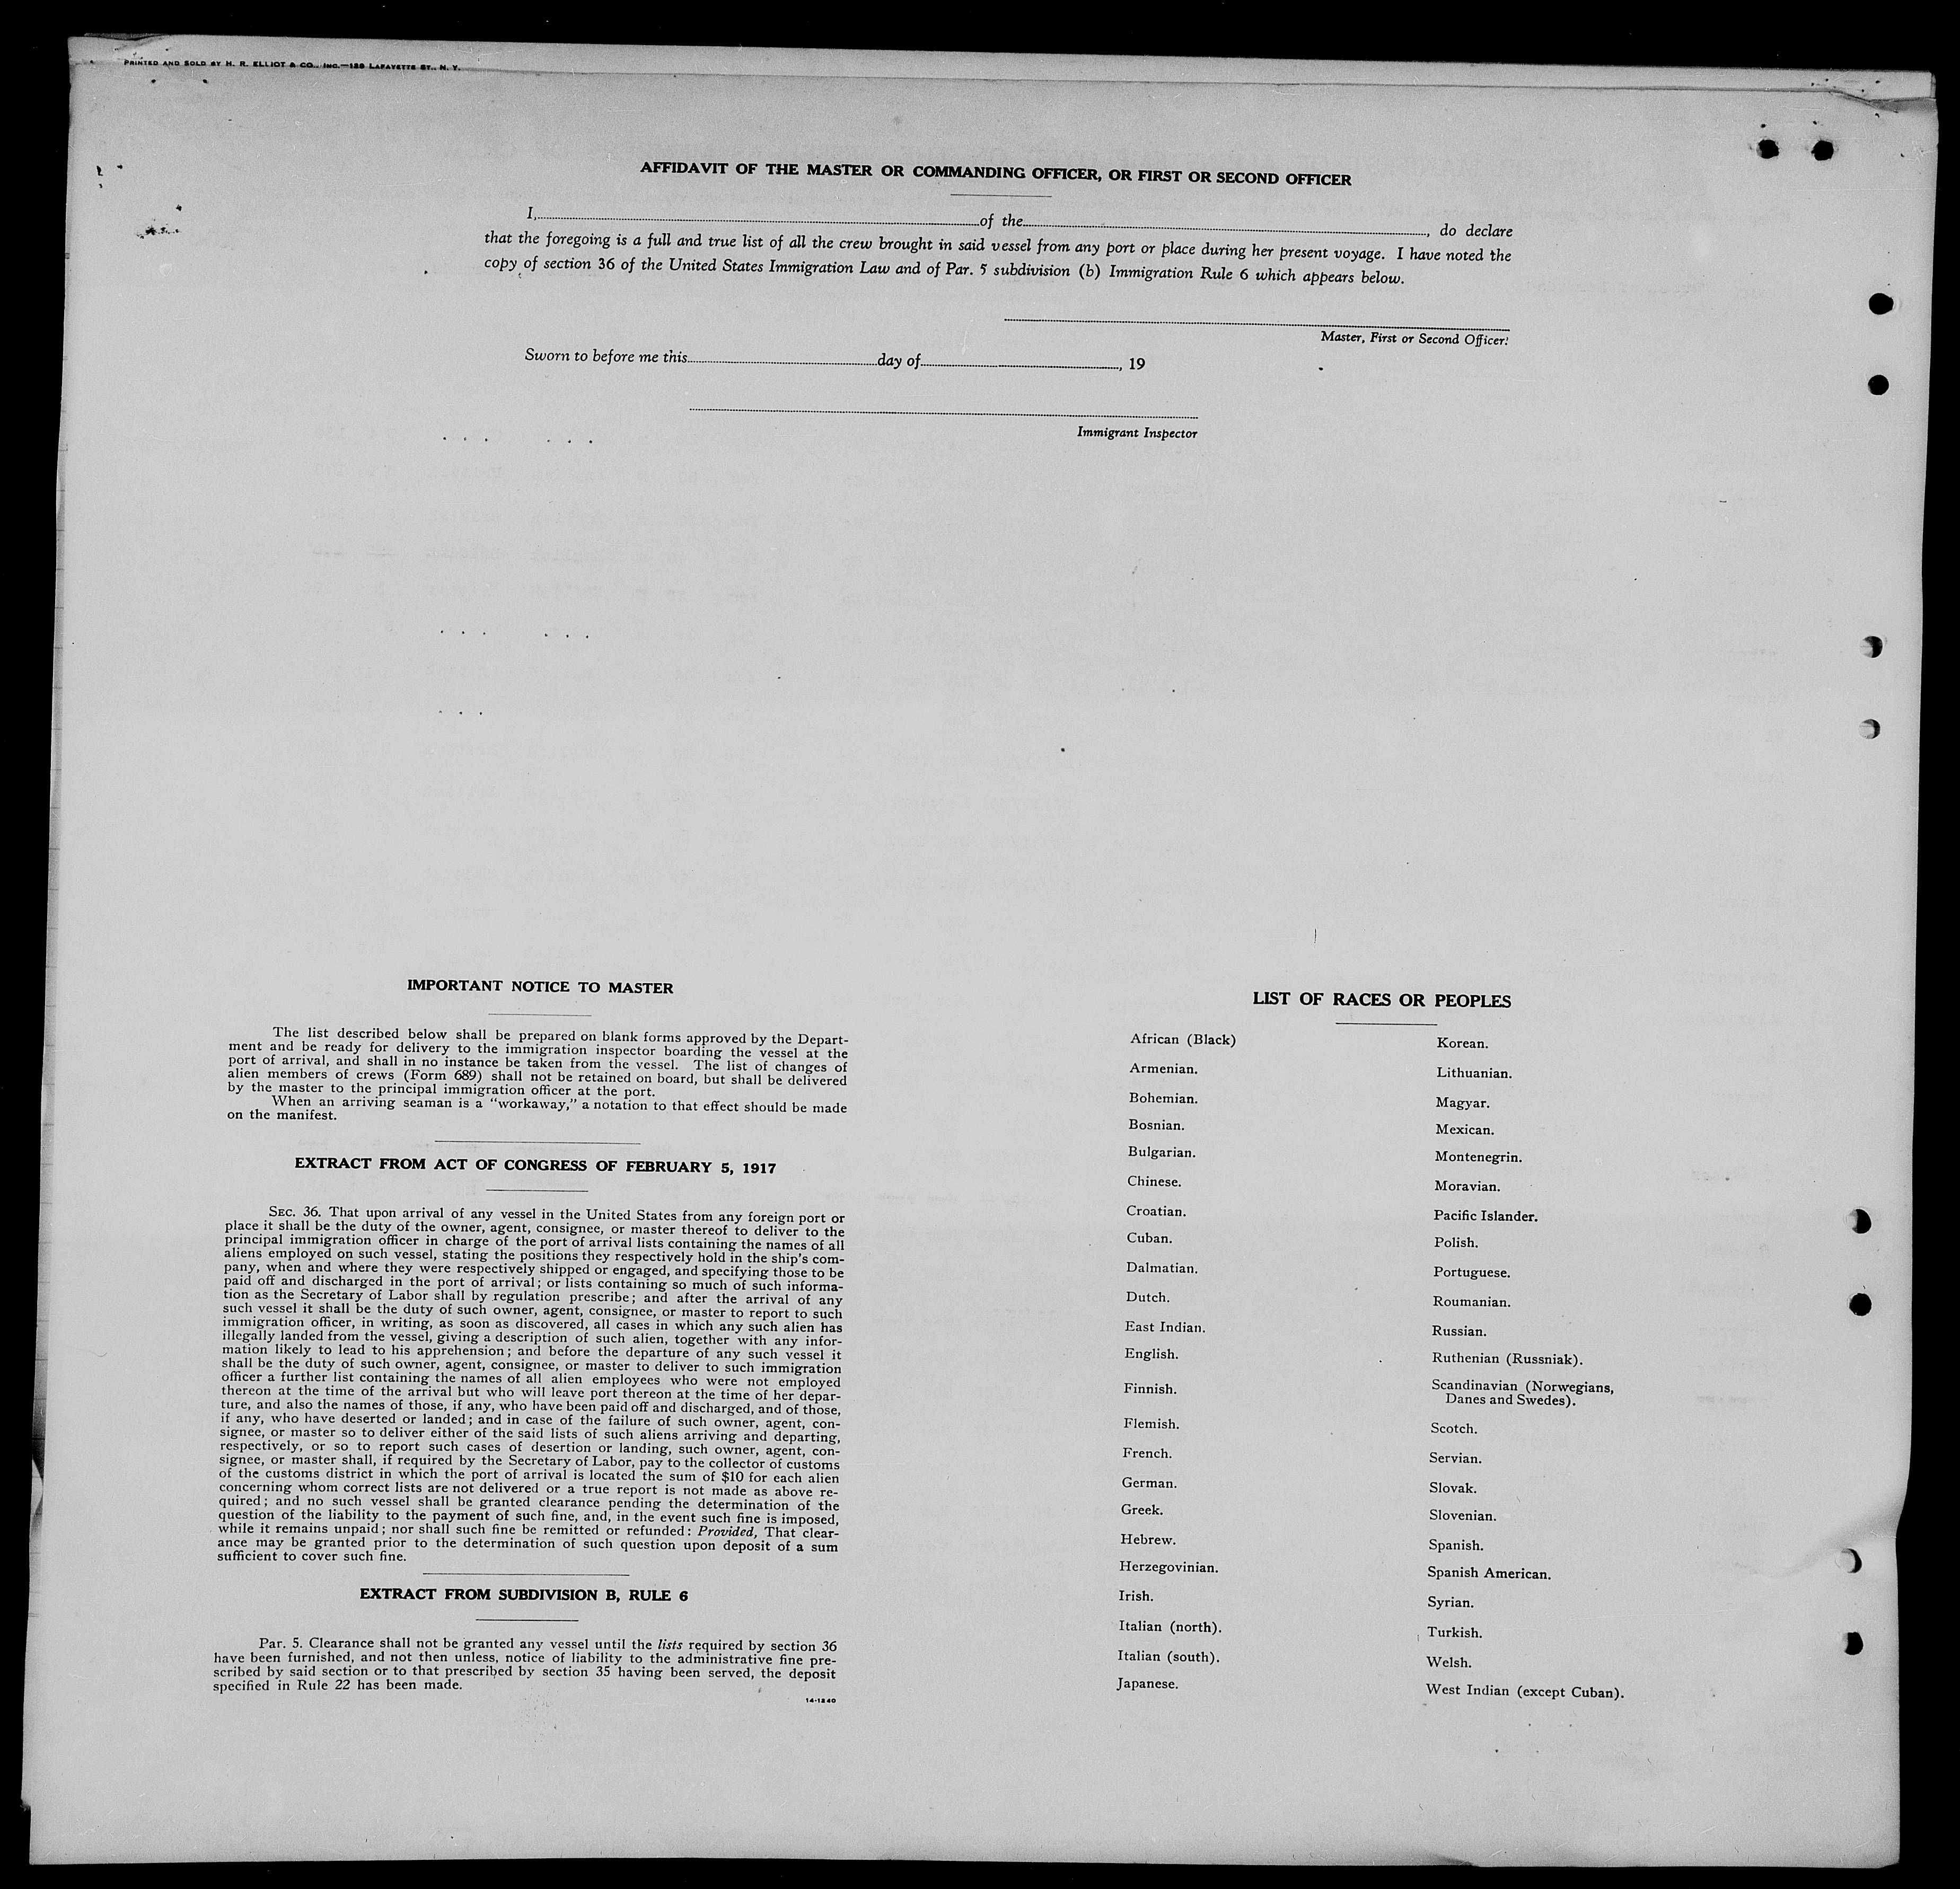 PRINTED AND SOLD BY H. R. ELLIOT & CO., INC.—189 LAFAYETTE ST., N. Y.
AFFIDAVIT OF THE MASTER OR COMMANDING OFFICER, OR FIRST OR SECOND OFFICER
I, of the , do declare
that the foregoing is a full and true list of all the crew brought in said vessel from any port or place during her present voyage. I have noted the
copy of section 36 of the United States Immigration Law and of Par. 5 subdivision (b) Immigration Rule 6 which appears below.
Master, First or Second Officer.
Sworn to before me this day of , 19
Immigrant Inspector
IMPORTANT NOTICE TO MASTER
The list described below shall be prepared on blank forms approved by the Depart-
ment and be ready for delivery to the immigration inspector boarding the vessel at the
port of arrival, and shall in no instance be taken from the vessel. The list of changes of
alien members of crews (Form 689) shall not be retained on board, but shall be delivered
by the master to the principal immigration officer at the port.
When an arriving seaman is a "workaway," a notation to that effect should be made
on the manifest.
EXTRACT FROM ACT OF CONGRESS OF FEBRUARY 5, 1917
SEC. 36. That upon arrival of any vessel in the United States from any foreign port or
place it shall be the duty of the owner, agent, consignee, or master thereof to deliver to the
principal immigration officer in charge of the port of arrival lists containing the names of all
aliens employed on such vessel, stating the positions they respectively hold in the ship's com-
pany, when and where they were respectively shipped or engaged, and specifying those to be
paid off and discharged in the port of arrival; or lists containing so much of such informa-
tion as the Secretary of Labor shall by regulation prescribe; and after the arrival of any
such vessel it shall be the duty of such owner, agent, consignee, or master to report to such
immigration officer, in writing, as soon as discovered, all cases in which any such alien has
illegally landed from the vessel, giving a description of such alien, together with any infor-
mation likely to lead to his apprehension; and before the departure of any such vessel it
shall be the duty of such owner, agent, consignee, or master to deliver to such immigration
officer a further list containing the names of all alien employees who were not employed
thereon at the time of the arrival but who will leave port thereon at the time of her depar-
ture, and also the names of those, if any, who have been paid off and discharged, and of those,
if any, who have deserted or landed; and in case of the failure of such owner, agent, con-
signee, or master so to deliver either of the said lists of such aliens arriving and departing,
respectively, or so to report such cases of desertion or landing, such owner, agent, con-
signee, or master shall, if required by the Secretary of Labor, pay to the collector of customs
of the customs district in which the port of arrival is located the sum of $10 for each alien
concerning whom correct lists are not delivered or a true report is not made as above re-
quired; and no such vessel shall be granted clearance pending the determination of the
question of the liability to the payment of such fine, and, in the event such fine is imposed,
while it remains unpaid; nor shall such fine be remitted or refunded: Provided, That clear-
ance may be granted prior to the determination of such question upon deposit of a sum
sufficient to cover such fine.
EXTRACT FROM SUBDIVISION B, RULE 6
Par. 5. Clearance shall not be granted any vessel until the lists required by section 36
have been furnished, and not then unless, notice of liability to the administrative fine pre-
scribed by said section or to that prescribed by section 35 having been served, the deposit
specified in Rule 22 has been made.
14-1240
LIST OF RACES OR PEOPLES
African (Black)
Armenian.
Bohemian.
Bosnian.
Bulgarian.
Chinese.
Croatian.
Cuban.
Dalmatian.
Dutch.
East Indian.
English.
Finnish.
Flemish.
French.
German.
Greek.
Hebrew.
Herzegovinian.
Irish.
Italian (north).
Italian (south).
Japanese.
Korean.
Lithuanian.
Magyar.
Mexican.
Montenegrin.
Moravian.
Pacific Islander.
Polish.
Portuguese.
Roumanian.
Russian.
Ruthenian (Russniak).
Scandinavian (Norwegians,
Danes and Swedes).
Scotch.
Servian.
Slovak.
Slovenian.
Spanish.
Spanish American.
Syrian.
Turkish.
Welsh.
West Indian (except Cuban).